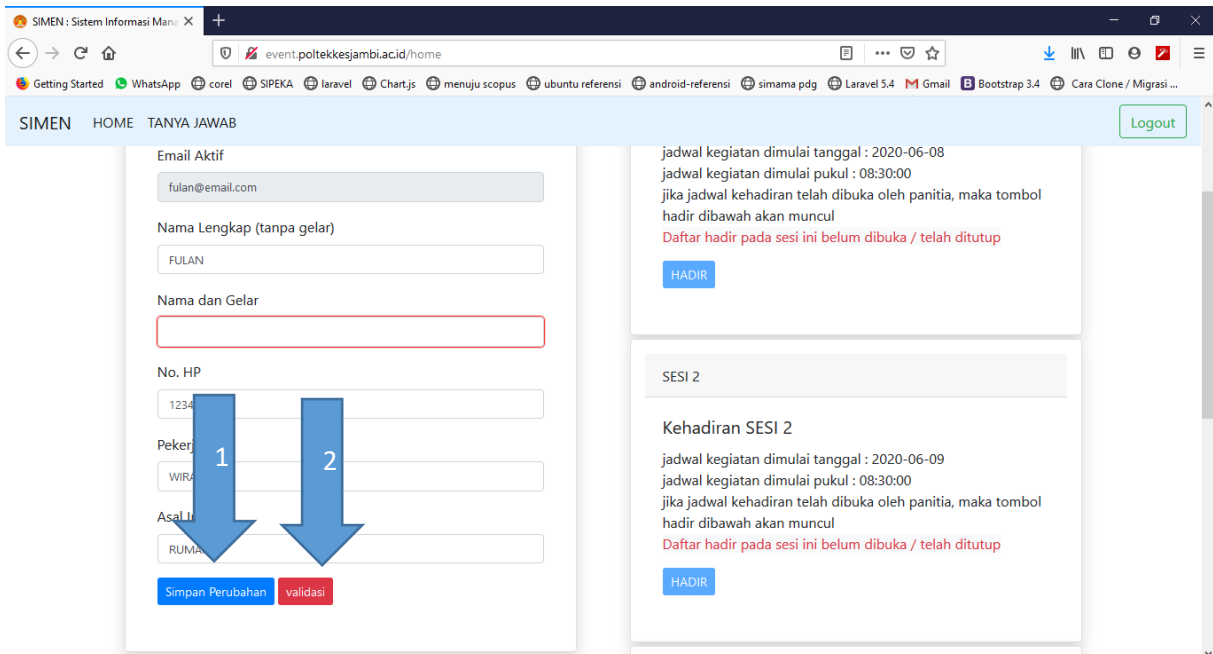 SIMEN : Sistem Informasi Mana
event.poltekkesjambi.ac.id/home
Getting Started WhatsApp corel SIPEKA laravel Chart.js menuju scopus ubuntu referensi android-referensi simama pdg Laravel 5.4 Gmail Bootstrap 3.4 Cara Clone / Migrasi ...
SIMEN HOME TANYA JAWAB Logout
Email Aktif
fulan@email.com
Nama Lengkap (tanpa gelar)
FULAN
Nama dan Gelar
No. HP
1234
Pekerj
WIRA
Asal I
RUMA
1
2
Simpan Perubahan validasi
jadwal kegiatan dimulai tanggal : 2020-06-08
jadwal kegiatan dimulai pukul : 08:30:00
jika jadwal kehadiran telah dibuka oleh panitia, maka tombol
hadir dibawah akan muncul
Daftar hadir pada sesi ini belum dibuka / telah ditutup
HADIR
SESI 2
Kehadiran SESI 2
jadwal kegiatan dimulai tanggal : 2020-06-09
jadwal kegiatan dimulai pukul : 08:30:00
jika jadwal kehadiran telah dibuka oleh panitia, maka tombol
hadir dibawah akan muncul
Daftar hadir pada sesi ini belum dibuka / telah ditutup
HADIR